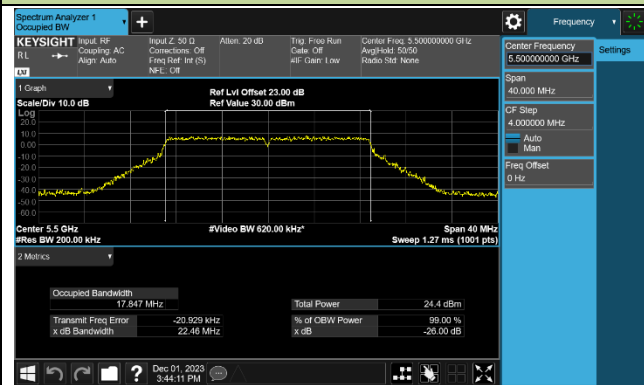 Spectrum Analyzer 1
Occupied BW
+
Frequency
KEYSIGHT
RL
LXI
Input: RF
Coupling: AC
Align: Auto
Input Z: 50 Ω
Corrections: Off
Freq Ref: Int (S)
NFE: Off
Atten: 20 dB
Trig: Free Run
Gate: Off
#IF Gain: Low
Center Freq: 5.500000000 GHz
Avg|Hold: 50/50
Radio Std: None
Center Frequency
5.500000000 GHz
Settings
Span
40.000 MHz
CF Step
4.000000 MHz
Auto
Man
Freq Offset
0 Hz
1 Graph
Scale/Div 10.0 dB
Ref Lvl Offset 23.00 dB
Ref Value 30.00 dBm
Log
20.0
10.0
0.00
-10.0
-20.0
-30.0
-40.0
-50.0
-60.0
Center 5.5 GHz
#Video BW 620.00 kHz*
Span 40 MHz
#Res BW 200.00 kHz
Sweep 1.27 ms (1001 pts)
2 Metrics
Occupied Bandwidth
17.847 MHz
Total Power 24.4 dBm
Transmit Freq Error -20.929 kHz
% of OBW Power 99.00 %
x dB Bandwidth 22.46 MHz
x dB -26.00 dB
?
Dec 01, 2023
3:44:11 PM